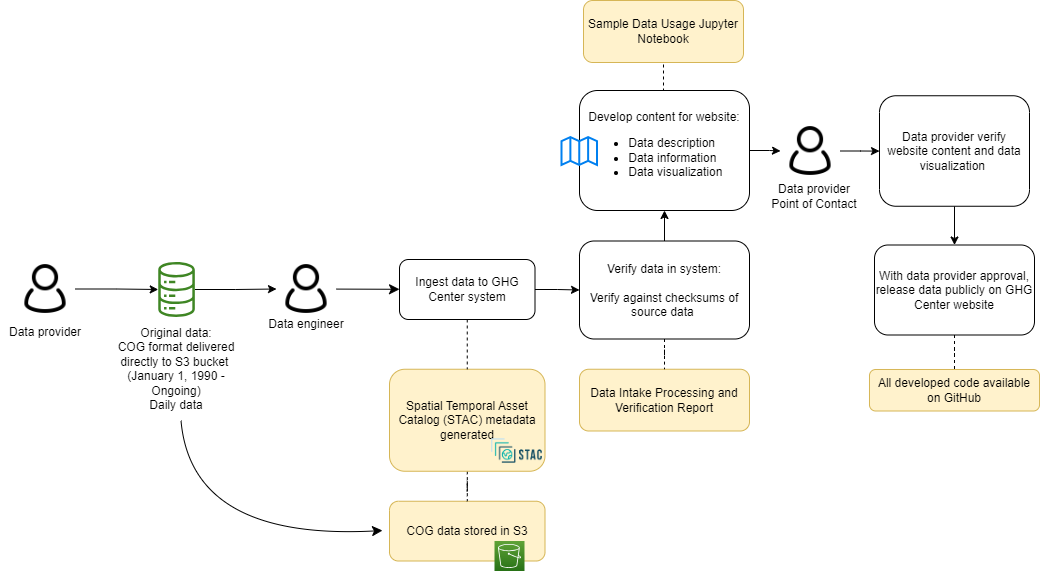 Sample Data Usage Jupyter
Notebook
Develop content for website:
Data description
Data information
Data visualization
Data provider
Point of Contact
Data provider verify
website content and data
visualization
Data provider
Original data:
COG format delivered
directly to S3 bucket
(January 1, 1990 -
Ongoing)
Daily data
Data engineer
Ingest data to GHG
Center system
Verify data in system:
Verify against checksums of
source data
With data provider approval,
release data publicly on GHG
Center website
Spatial Temporal Asset
Catalog (STAC) metadata
generated
STAC
Data Intake Processing and
Verification Report
All developed code available
on GitHub
COG data stored in S3